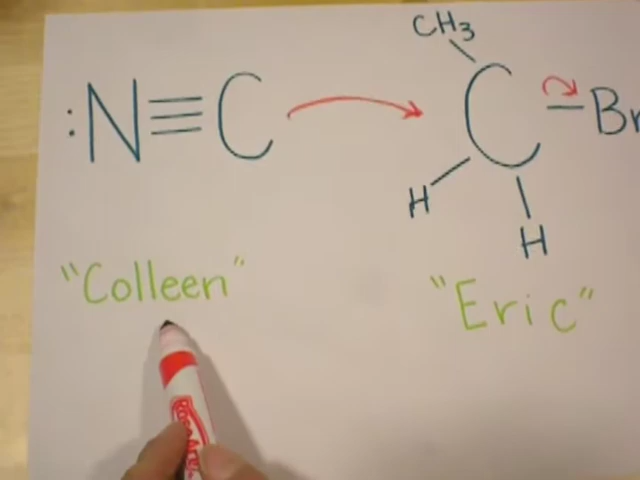 CH3
:N≡C C –Br
H
H
"Colleen"
"Eric"